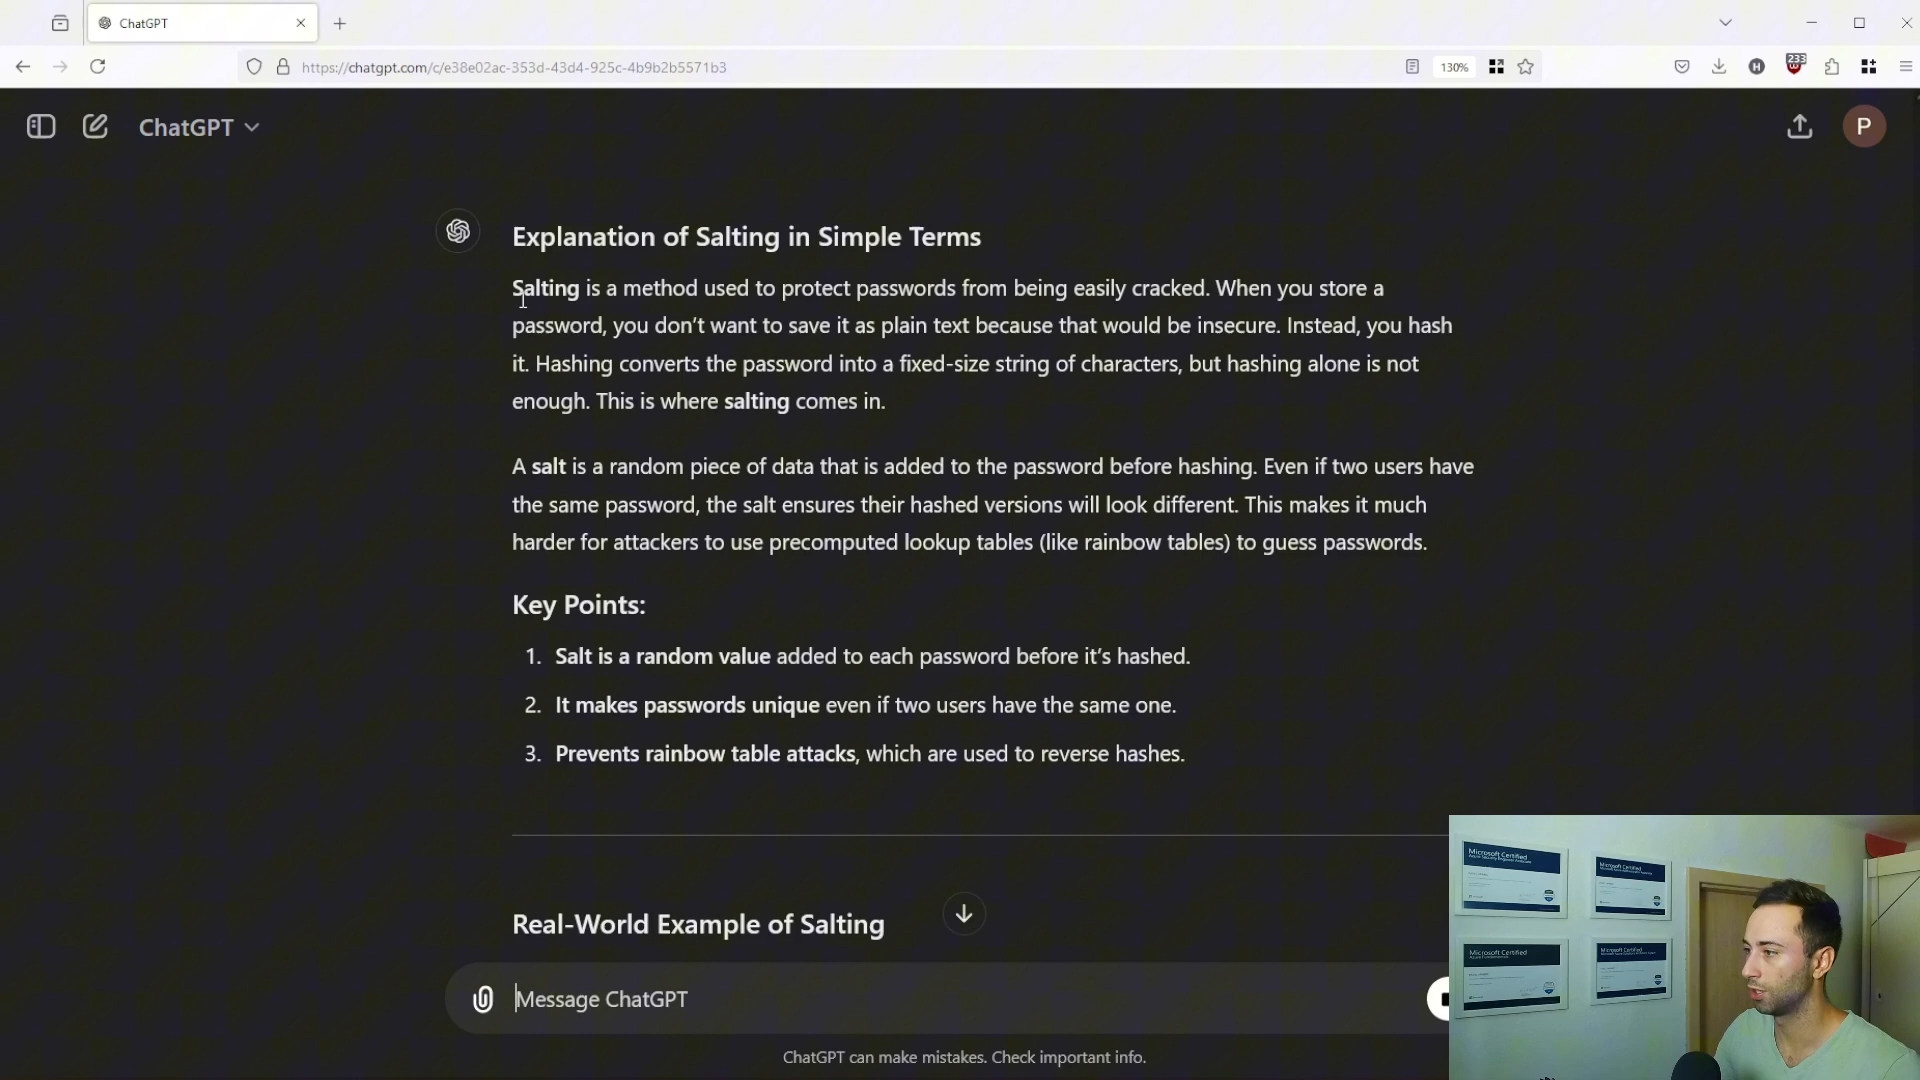 ChatGPT
https://chatgpt.com/c/e38e02ac-353d-43d4-925c-4b9b2b5571b3
130%
233
ChatGPT
P
Explanation of Salting in Simple Terms
Salting is a method used to protect passwords from being easily cracked. When you store a
password, you don't want to save it as plain text because that would be insecure. Instead, you hash
it. Hashing converts the password into a fixed-size string of characters, but hashing alone is not
enough. This is where salting comes in.
A salt is a random piece of data that is added to the password before hashing. Even if two users have
the same password, the salt ensures their hashed versions will look different. This makes it much
harder for attackers to use precomputed lookup tables (like rainbow tables) to guess passwords.
Key Points:
1. Salt is a random value added to each password before it's hashed.
2. It makes passwords unique even if two users have the same one.
3. Prevents rainbow table attacks, which are used to reverse hashes.
Real-World Example of Salting
Message ChatGPT
ChatGPT can make mistakes. Check important info.
Microsoft Certified
Microsoft Certified
Microsoft Certified
Microsoft Certified